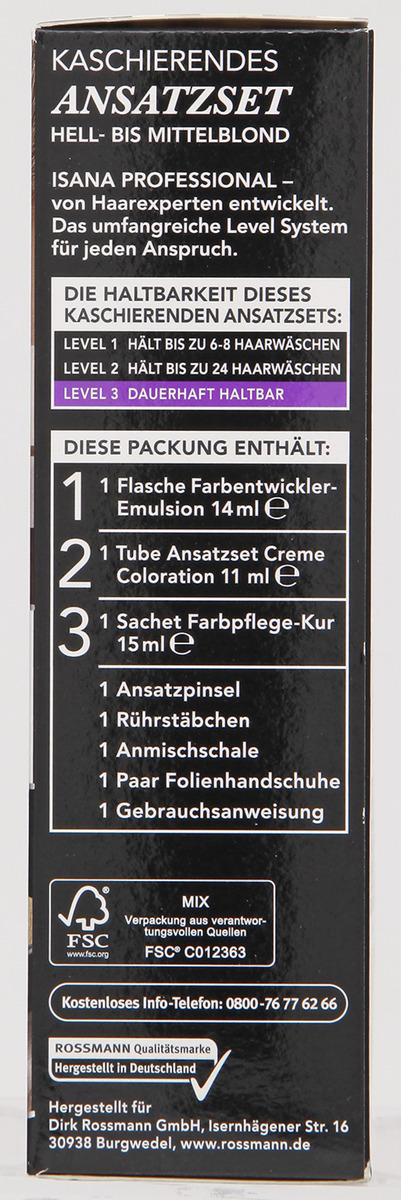 KASCHIERENDES
ANSATZSET
HELL- BIS MITTELBLOND
ISANA PROFESSIONAL –
von Haarexperten entwickelt.
Das umfangreiche Level System
für jeden Anspruch.
DIE HALTBARKEIT DIESES
KASCHIERENDEN ANSATZSETS:
LEVEL 1 HÄLT BIS ZU 6-8 HAARWÄSCHEN
LEVEL 2 HÄLT BIS ZU 24 HAARWÄSCHEN
LEVEL 3 DAUERHAFT HALTBAR
DIESE PACKUNG ENTHÄLT:
1 1 Flasche Farbentwickler-
Emulsion 14 ml ℮
2 1 Tube Ansatzset Creme
Coloration 11 ml ℮
3 1 Sachet Farbpflege-Kur
15 ml ℮
1 Ansatzpinsel
1 Rührstäbchen
1 Anmischschale
1 Paar Folienhandschuhe
1 Gebrauchsanweisung
®
FSC
www.fsc.org
MIX
Verpackung aus verantwor-
tungsvollen Quellen
FSC® C012363
Kostenloses Info-Telefon: 0800-76 77 62 66
ROSSMANN Qualitätsmarke
Hergestellt in Deutschland
Hergestellt für
Dirk Rossmann GmbH, Isernhägener Str. 16
30938 Burgwedel, www.rossmann.de